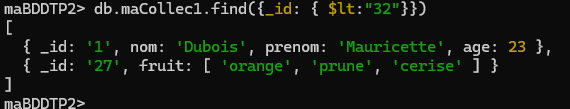 maBDDTP2> db.maCollec1.find({_id: { $lt:"32"}})
[
  { _id: '1', nom: 'Dubois', prenom: 'Mauricette', age: 23 },
  { _id: '27', fruit: [ 'orange', 'prune', 'cerise' ] }
]
maBDDTP2>